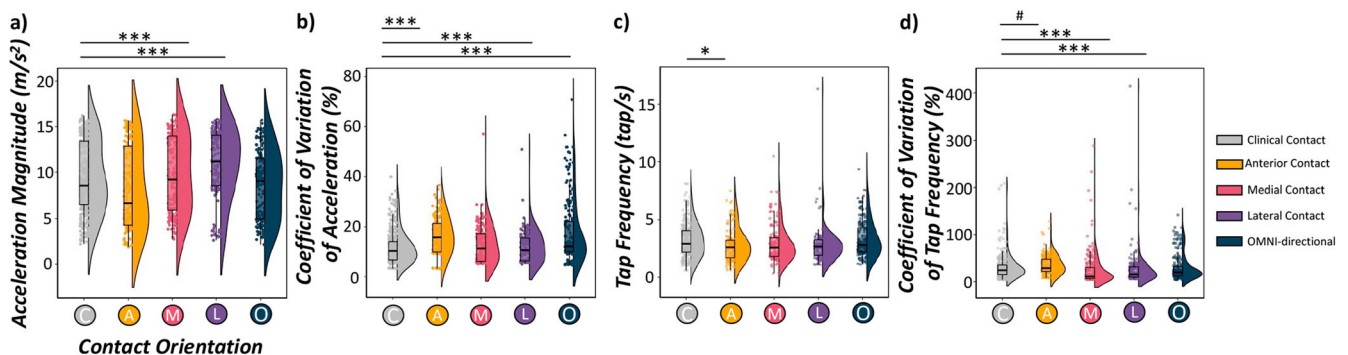 a)
Acceleration Magnitude (m/s²)
***
***
20
15
10
5
0
C A M L O
Contact Orientation
b)
Coefficient of Variation
of Acceleration (%)
***
***
***
80
60
40
20
0
C A M L O
c)
Tap Frequency (tap/s)
*
15
10
5
0
C A M L O
d)
Coefficient of Variation
of Tap Frequency (%)
#
***
***
400
300
200
100
0
C A M L O
Clinical Contact
Anterior Contact
Medial Contact
Lateral Contact
OMNI-directional